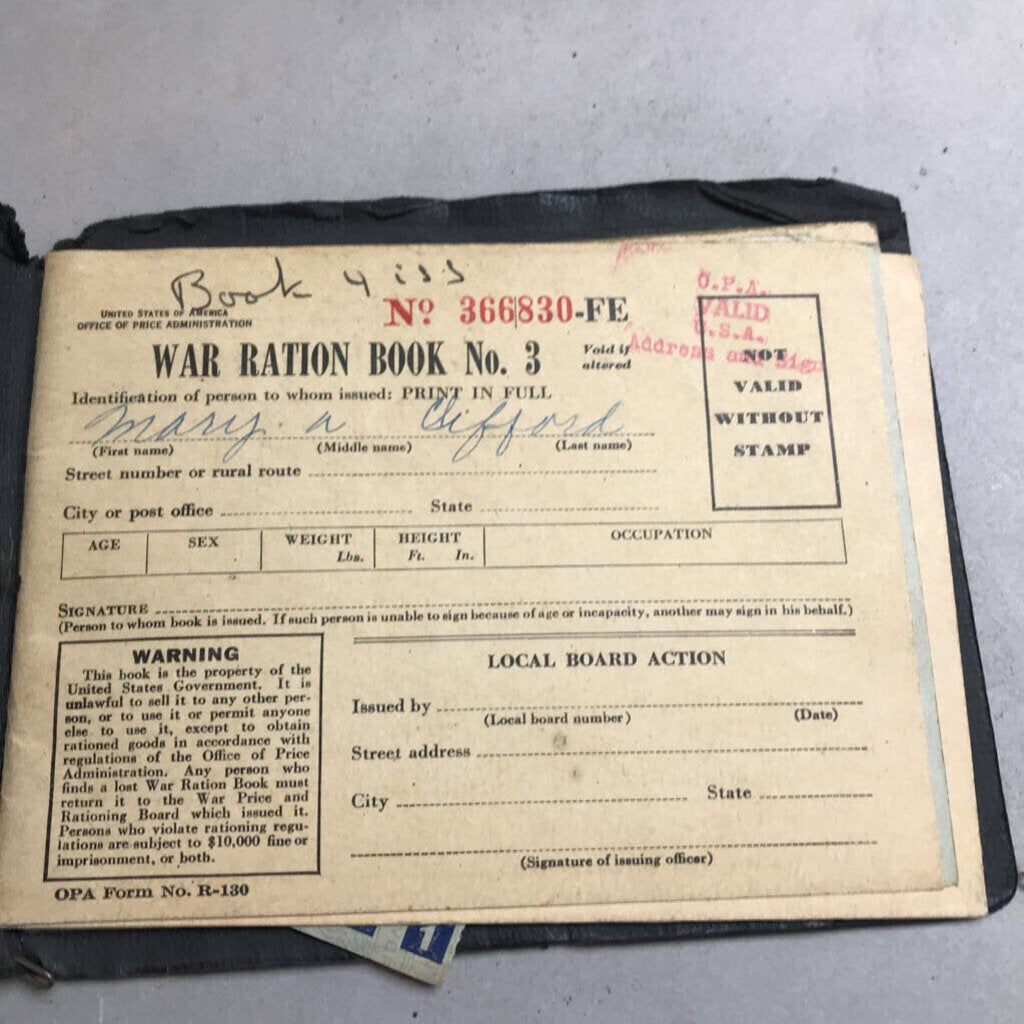 Book 4 iss
UNITED STATES OF AMERICA
OFFICE OF PRICE ADMINISTRATION
Nº 366830-FE
O.P.A.
VALID
U.S.A.
Address and Sign
WAR RATION BOOK No. 3
Void if
altered
NOT
VALID
WITHOUT
STAMP
Identification of person to whom issued: PRINT IN FULL
Mary a Clifford
(First name) (Middle name) (Last name)
Street number or rural route
City or post office State
AGE SEX WEIGHT Lbs. HEIGHT Ft. In. OCCUPATION
SIGNATURE
(Person to whom book is issued. If such person is unable to sign because of age or incapacity, another may sign in his behalf.)
WARNING
This book is the property of the
United States Government. It is
unlawful to sell it to any other per-
son, or to use it or permit anyone
else to use it, except to obtain
rationed goods in accordance with
regulations of the Office of Price
Administration. Any person who
finds a lost War Ration Book must
return it to the War Price and
Rationing Board which issued it.
Persons who violate rationing regu-
lations are subject to $10,000 fine or
imprisonment, or both.
OPA Form No. R-130
LOCAL BOARD ACTION
Issued by
(Local board number) (Date)
Street address
City State
(Signature of issuing officer)
1